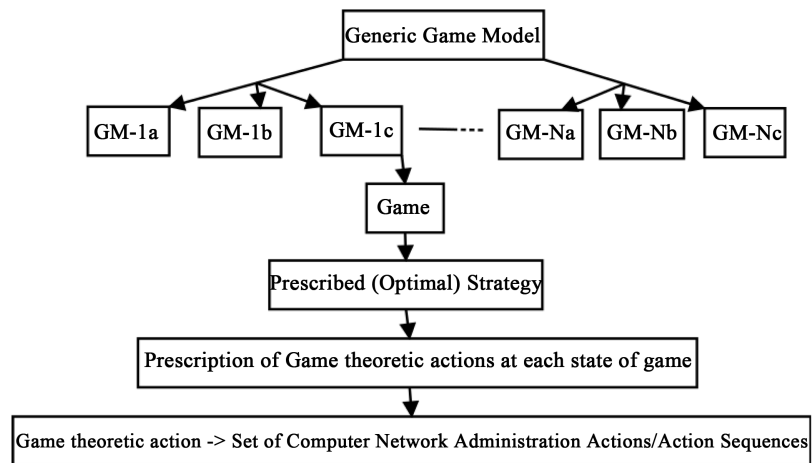 Generic Game Model
GM-1a
GM-1b
GM-1c
GM-Na
GM-Nb
GM-Nc
Game
Prescribed (Optimal) Strategy
Prescription of Game theoretic actions at each state of game
Game theoretic action -> Set of Computer Network Administration Actions/Action Sequences